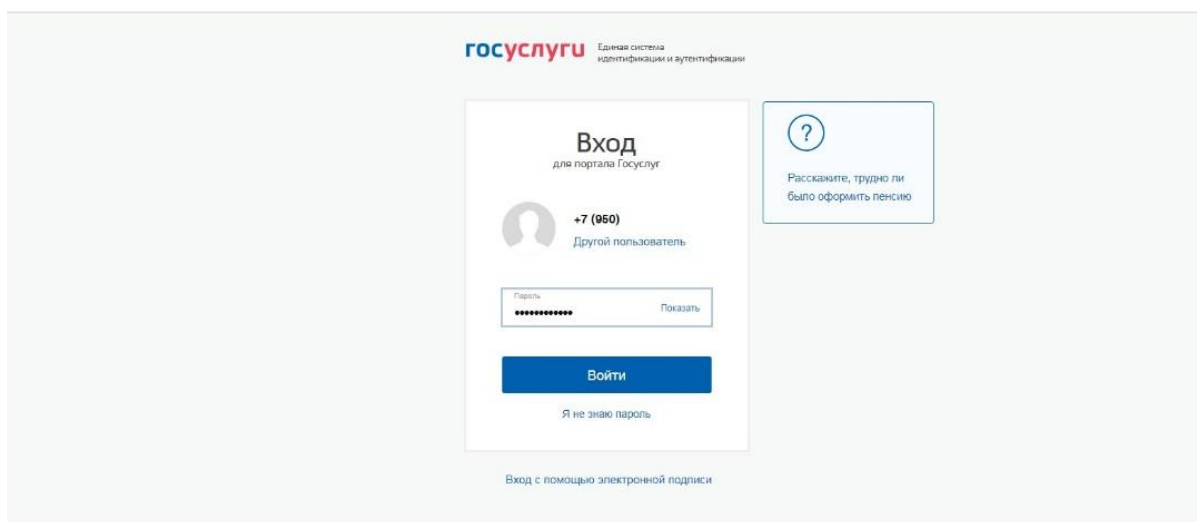 госуслуги
Единая система
идентификации и аутентификации
Вход
для портала Госуслуг
?
Расскажите, трудно ли
было оформить пенсию
+7 (950)
Другой пользователь
Пароль
••••••••••••
Показать
Войти
Я не знаю пароль
Вход с помощью электронной подписи